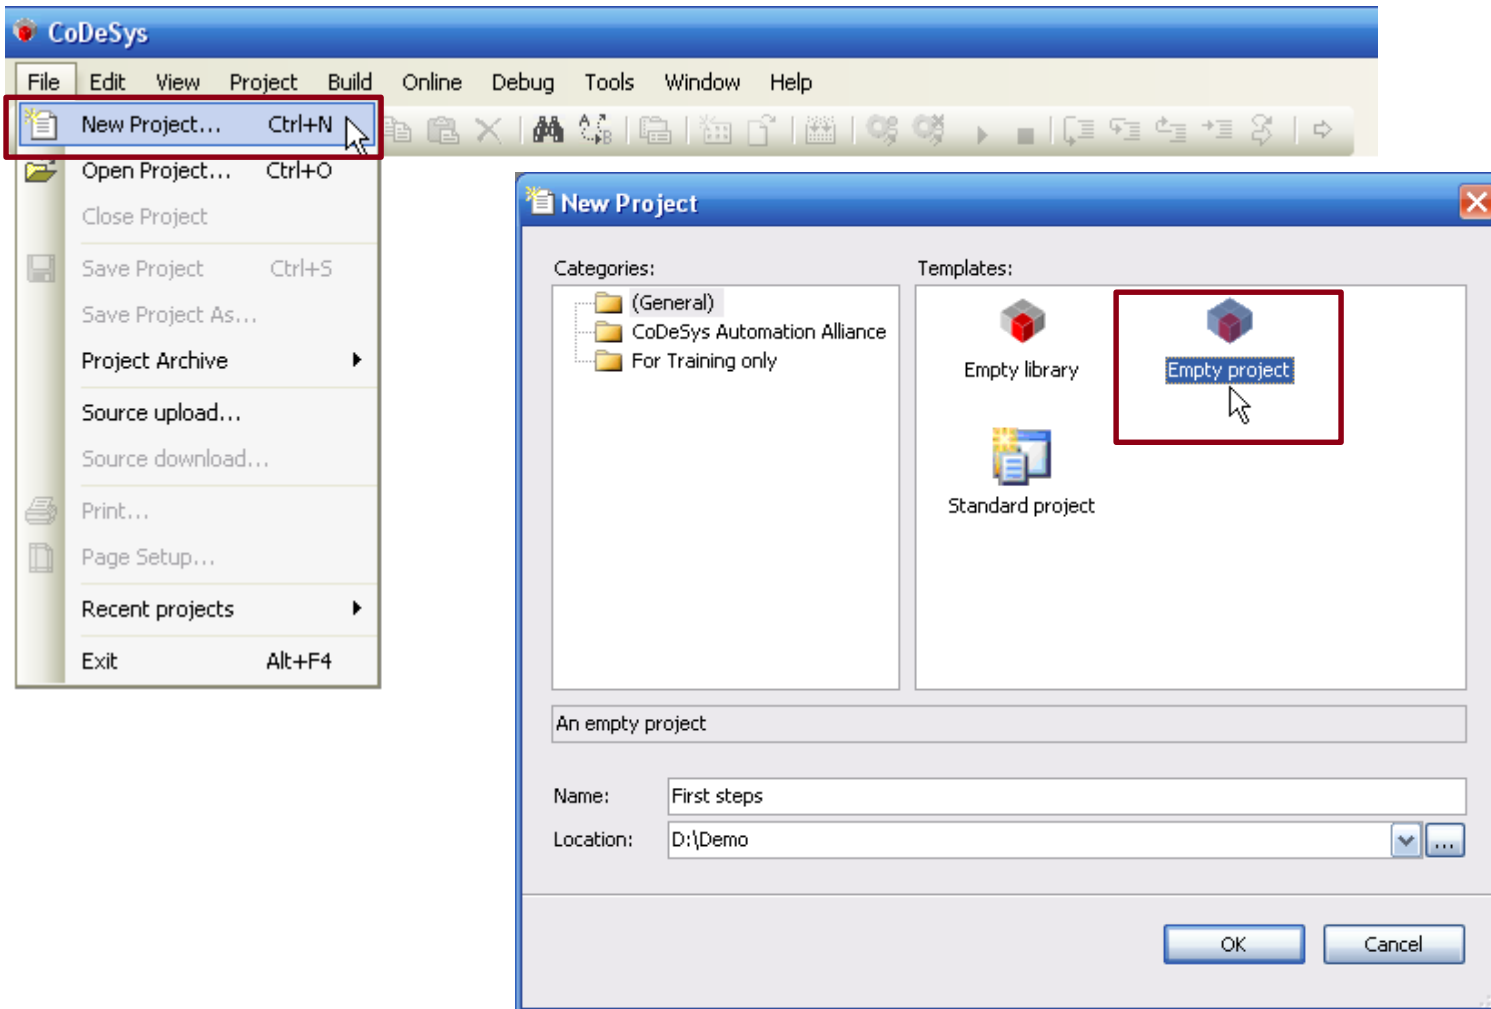 CoDeSys
File Edit View Project Build Online Debug Tools Window Help
New Project... Ctrl+N
Open Project... Ctrl+O
Close Project
Save Project Ctrl+S
Save Project As...
Project Archive
Source upload...
Source download...
Print...
Page Setup...
Recent projects
Exit Alt+F4
New Project
Categories:
(General)
CoDeSys Automation Alliance
For Training only
Templates:
Empty library
Empty project
Standard project
An empty project
Name: First steps
Location: D:\Demo
...
OK Cancel